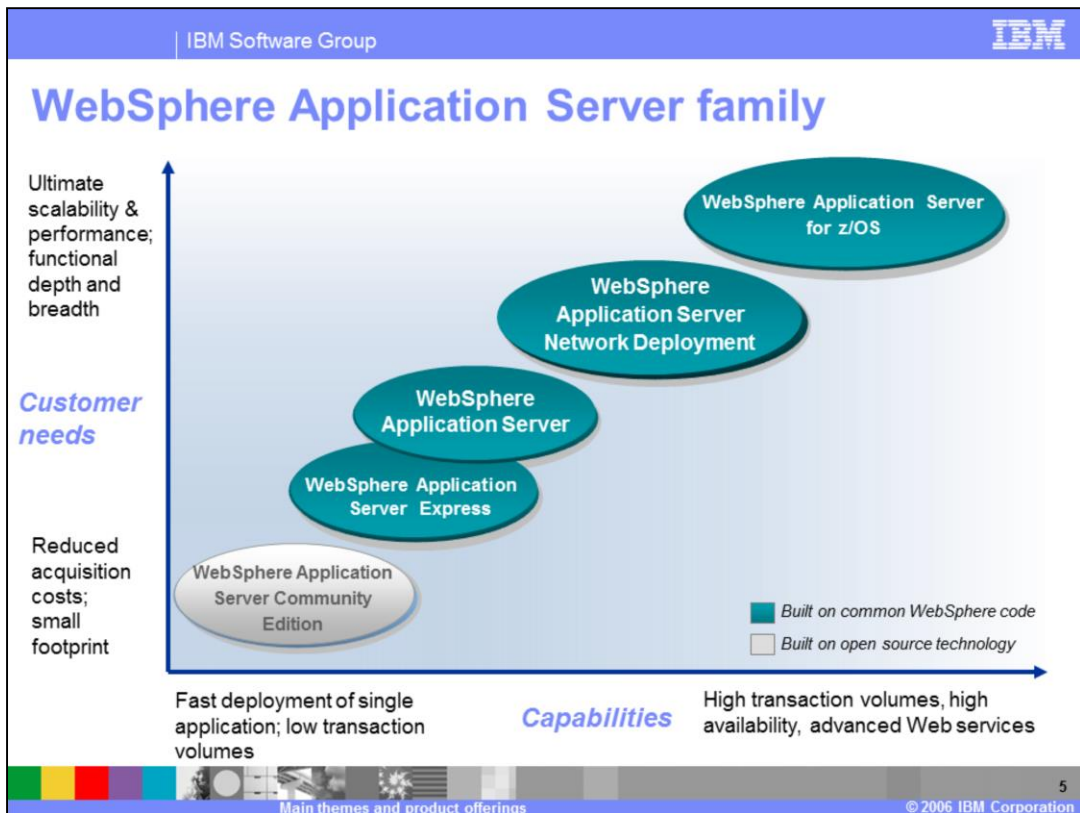 IBM Software Group
IBM
WebSphere Application Server family
Ultimate
scalability &
performance;
functional
depth and
breadth
WebSphere Application Server
for z/OS
WebSphere
Application Server
Network Deployment
Customer
needs
WebSphere
Application Server
WebSphere Application
Server Express
Reduced
acquisition
costs;
small
footprint
WebSphere Application
Server Community
Edition
Built on common WebSphere code
Built on open source technology
Fast deployment of single
application; low transaction
volumes
Capabilities
High transaction volumes, high
availability, advanced Web services
5
Main themes and product offerings
© 2006 IBM Corporation